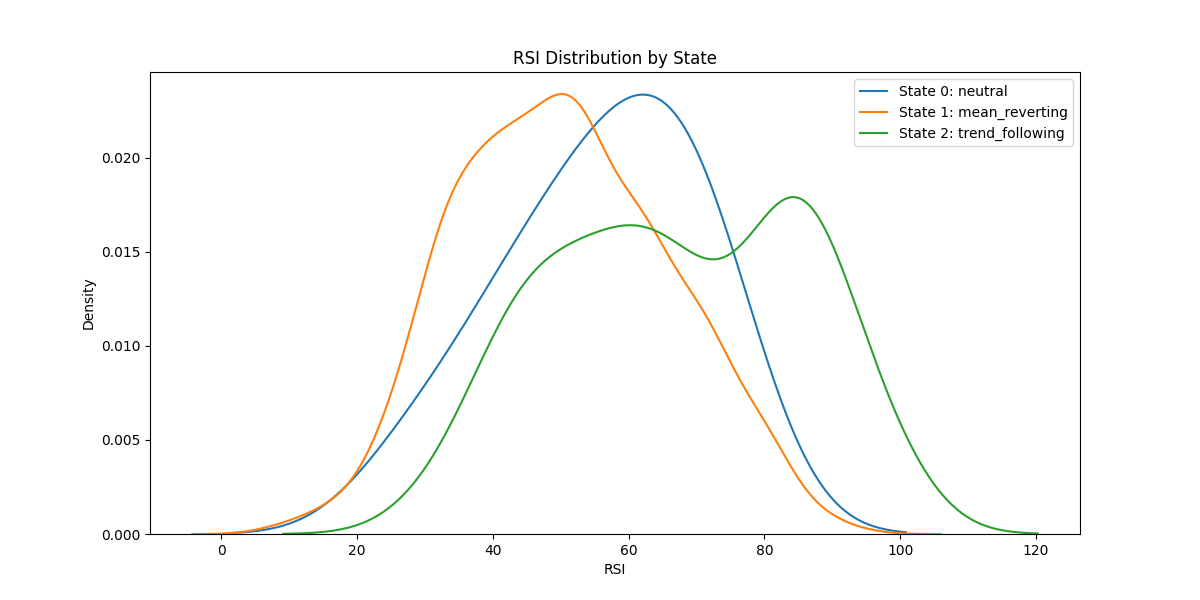 RSI Distribution by State
State 0: neutral
State 1: mean_reverting
State 2: trend_following
Density
0.020
0.015
0.010
0.005
0.000
0 20 40 60 80 100 120
RSI